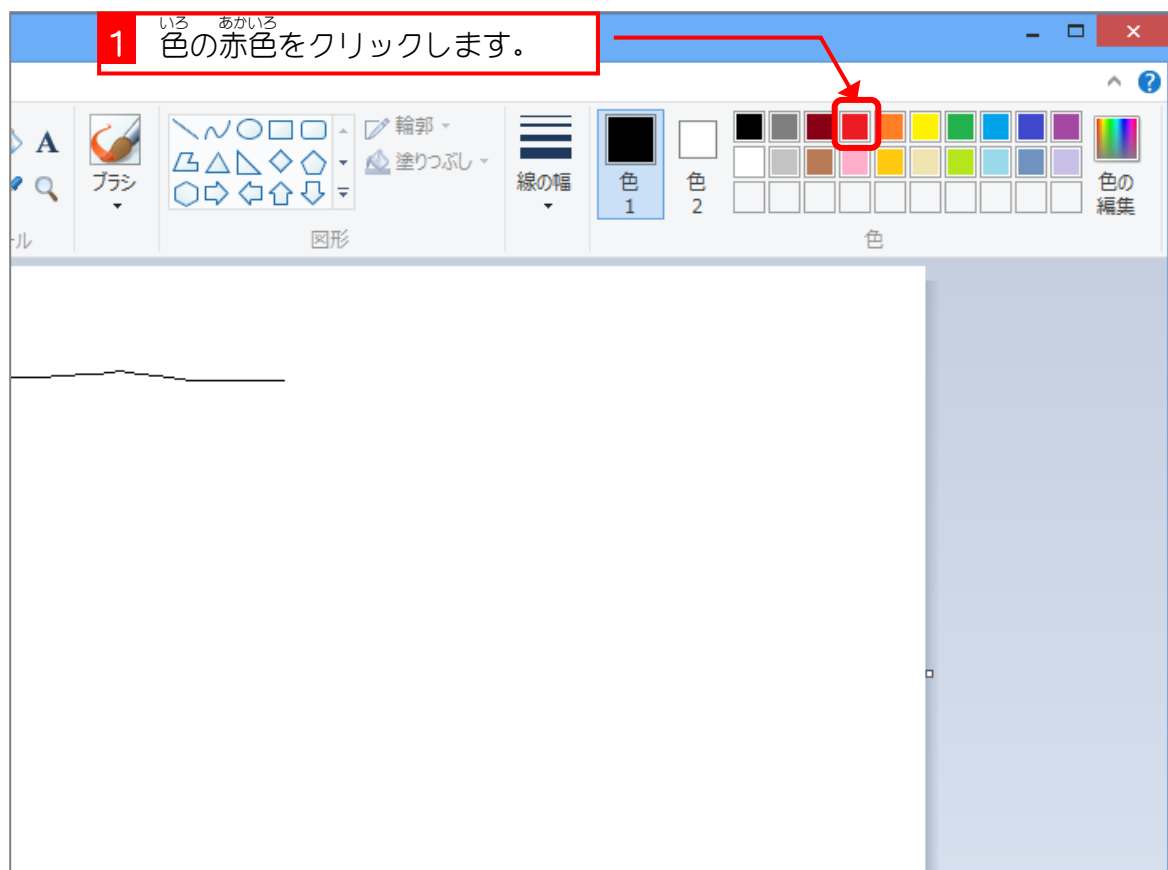 いろ あかいろ
1 色の赤色をクリックします。
A
ブラシ
輪郭
塗りつぶし
線の幅
色
1
色
2
色の
編集
ール
図形
色